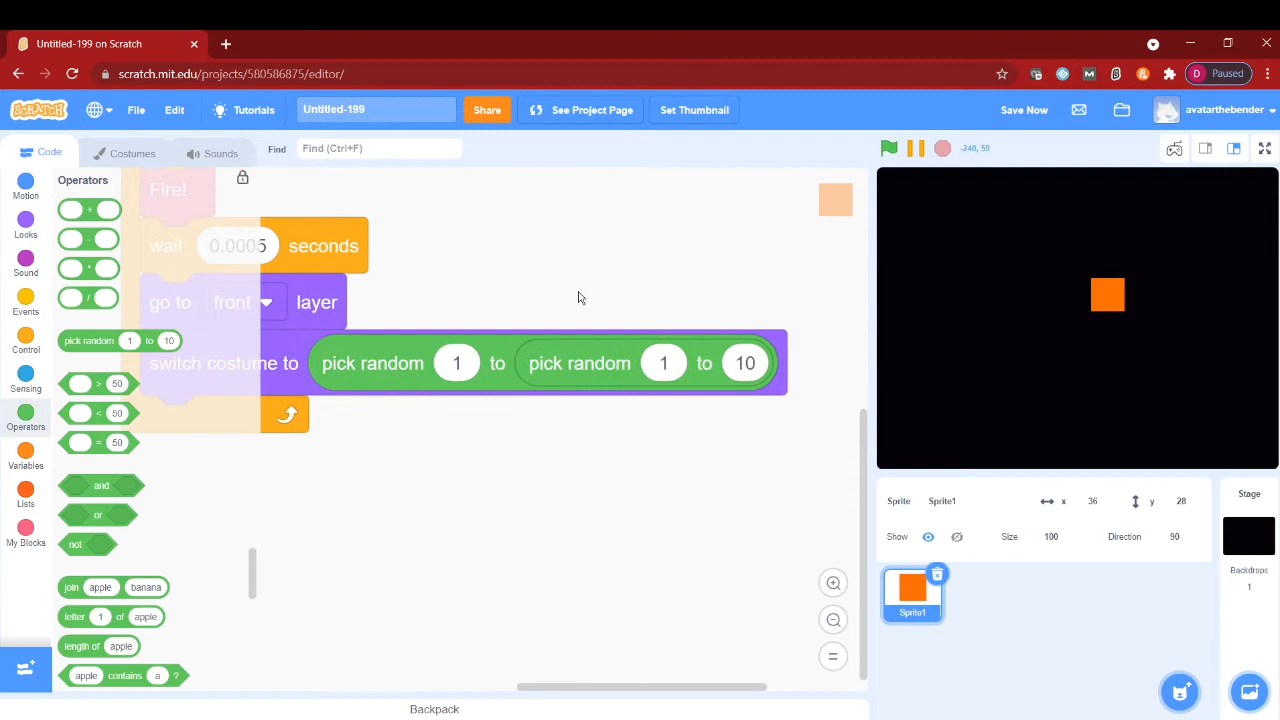 Untitled-199 on Scratch
scratch.mit.edu/projects/580586875/editor/
D Paused
SCRATCH
File
Edit
Tutorials
Untitled-199
Share
See Project Page
Set Thumbnail
Save Now
avatarthebender
Code
Costumes
Sounds
Find
Find (Ctrl+F)
-240, 59
Motion
Looks
Sound
Events
Control
Sensing
Operators
Variables
Lists
My Blocks
Operators
+
-
*
/
pick random 1 to 10
> 50
< 50
= 50
and
or
not
join apple banana
letter 1 of apple
length of apple
apple contains a ?
Fire!
wait 0.0005 seconds
go to front layer
switch costume to pick random 1 to pick random 1 to 10
Sprite Sprite1 x 36 y 28
Show Size 100 Direction 90
Sprite1
Stage
Backdrops
1
Backpack